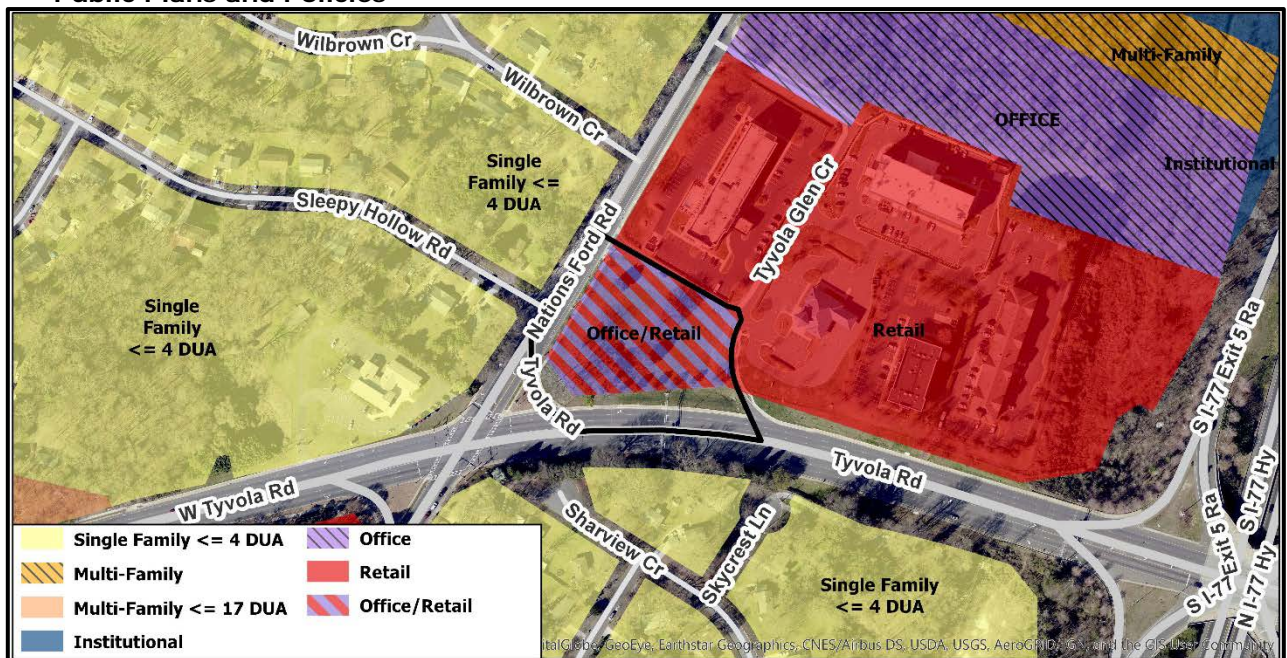 Public Plans and Policies
Wilbrown Cr
Wilbrown Cr
Multi-Family
OFFICE
Institutional
Single
Family <=
4 DUA
Sleepy Hollow Rd
Nations Ford Rd
Tyvola Glen Cr
Single
Family
<= 4 DUA
Office/Retail
Retail
Tyvola Rd
S I-77 Exit 5 Ra
W Tyvola Rd
Tyvola Rd
Sharview Cr
Skycrest Ln
Single Family
<= 4 DUA
S I-77 Exit 5 Ra
S I-77 Hy
N I-77 Hy
Single Family <= 4 DUA
Multi-Family
Multi-Family <= 17 DUA
Institutional
Office
Retail
Office/Retail
GeoEye, Earthstar Geographics, CNES/Airbus DS, USDA, USGS, AeroGRID, and the GIS User Community